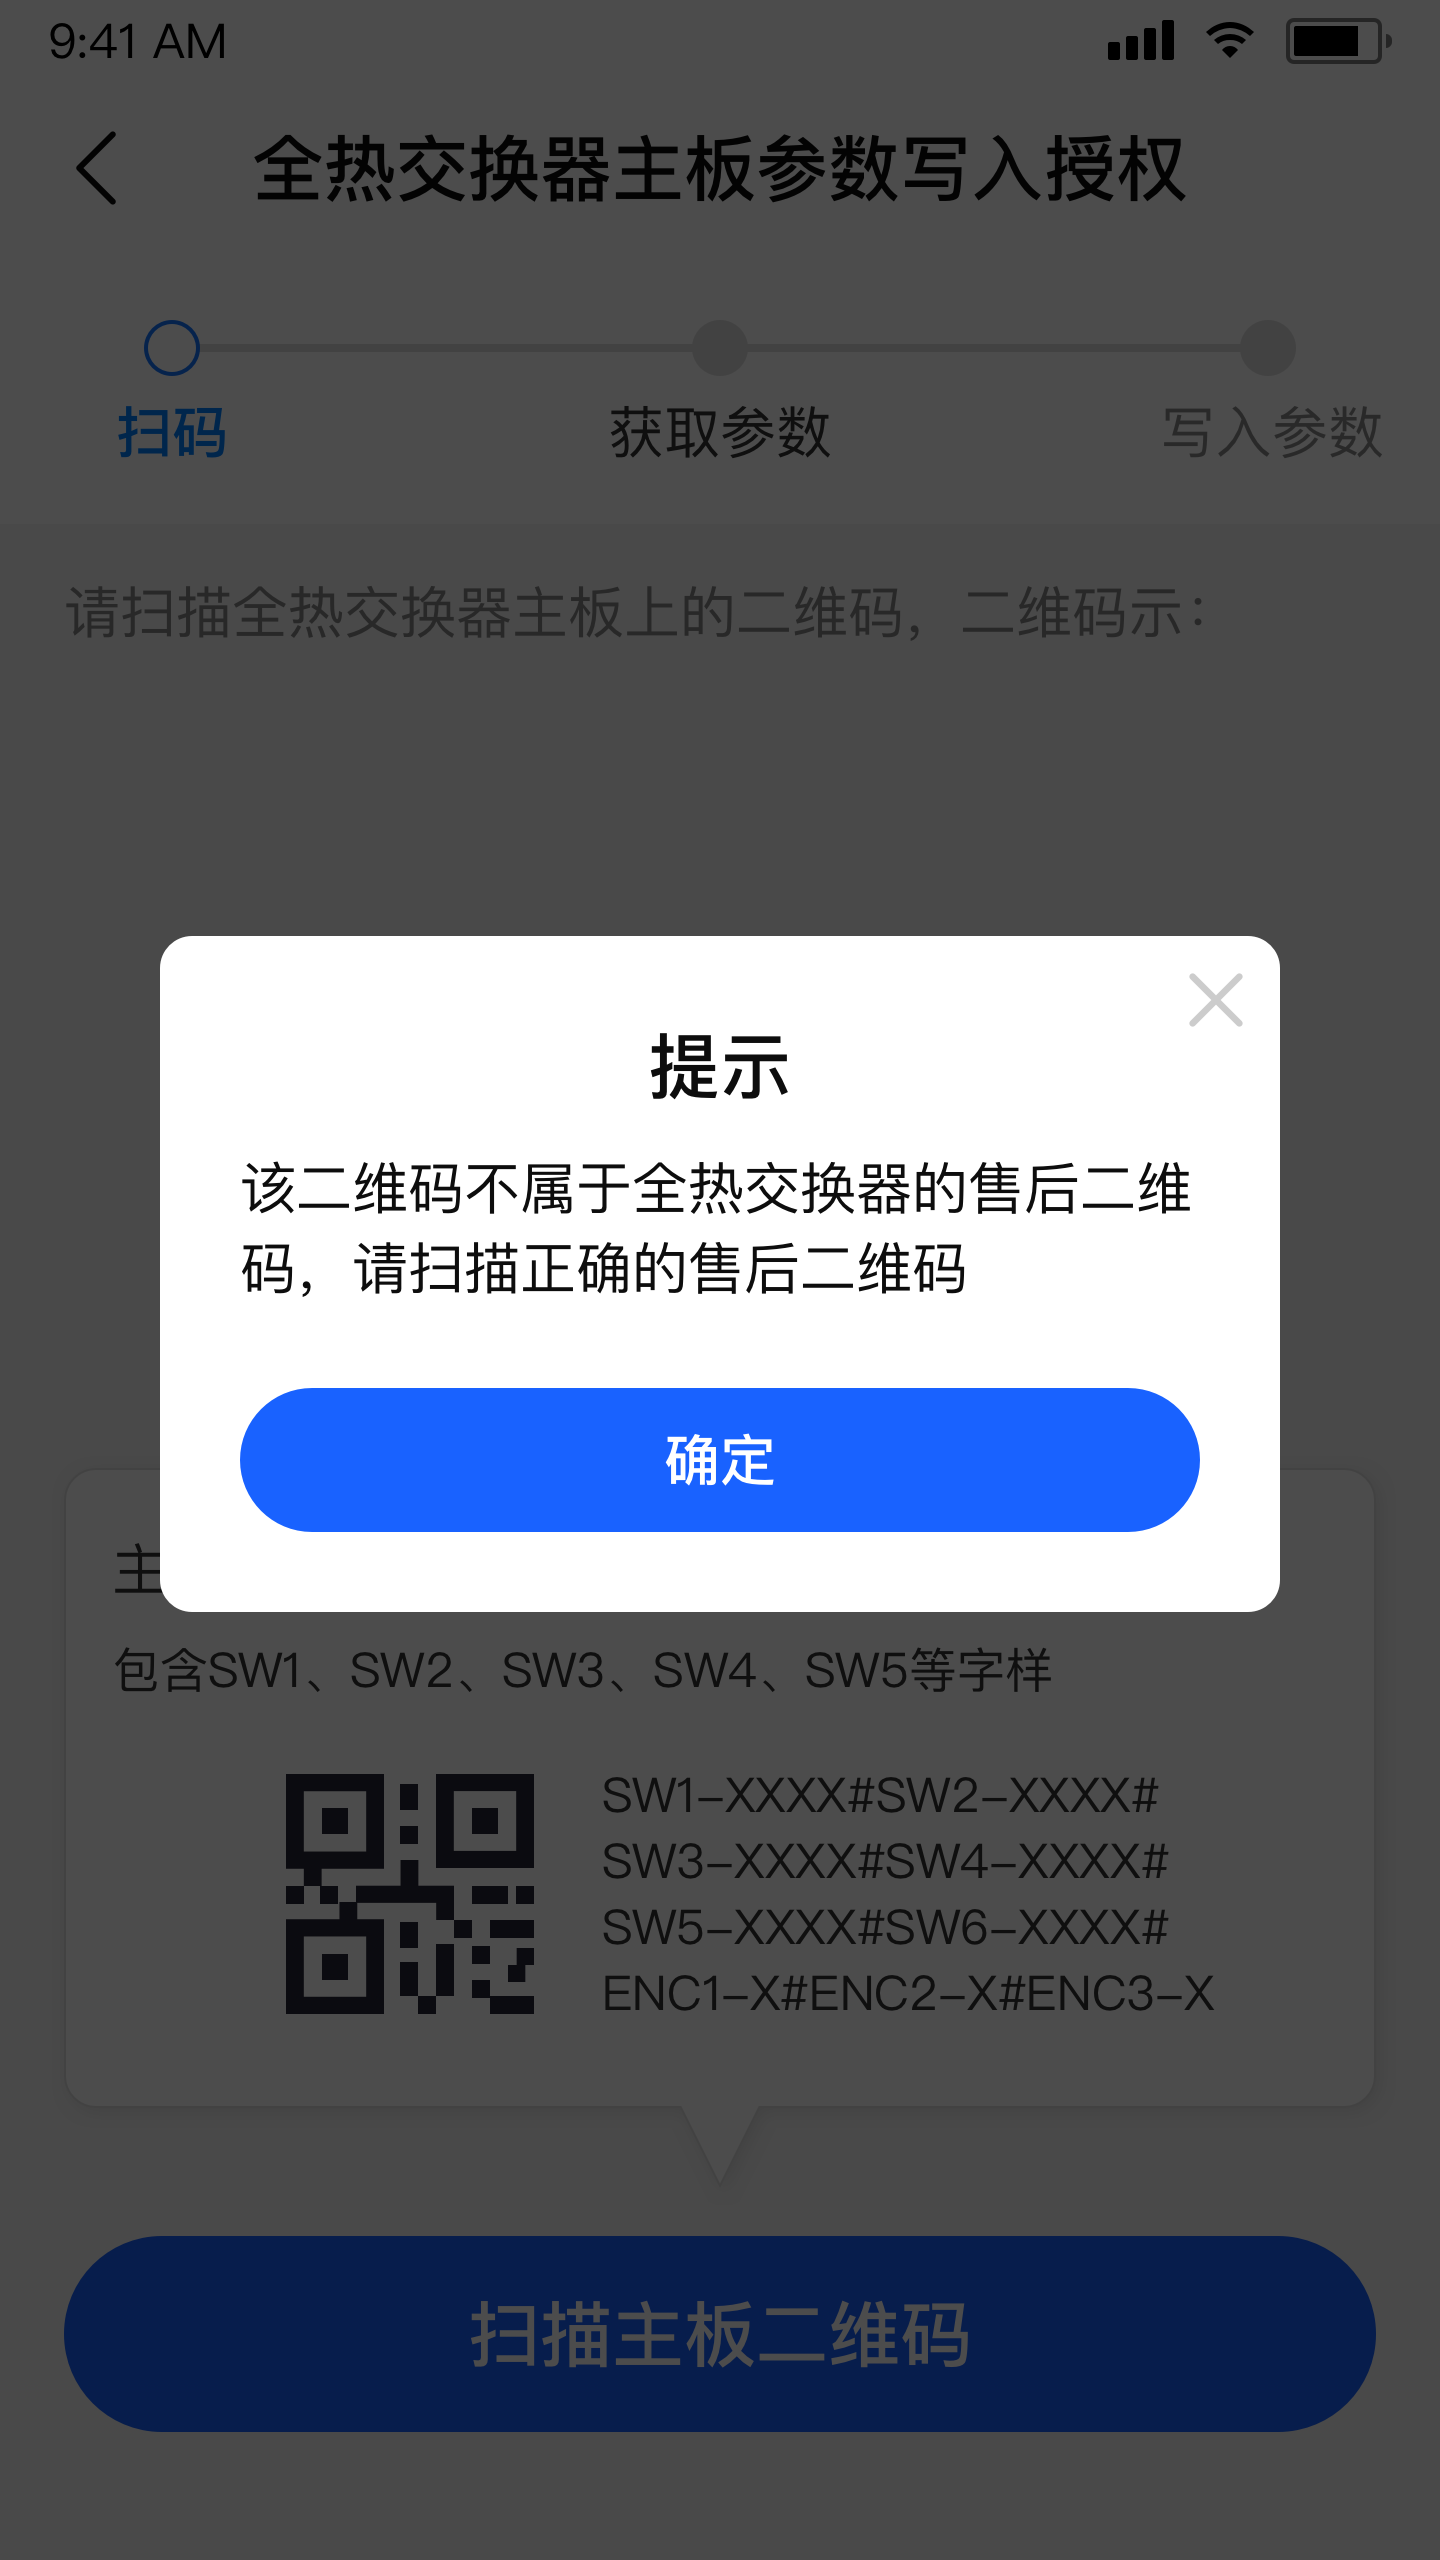 9:41 AM
全热交换器主板参数写入授权
扫码 获取参数 写入参数
请扫描全热交换器主板上的二维码，二维码示：
提示
该二维码不属于全热交换器的售后二维
码，请扫描正确的售后二维码
确定
主
包含SW1、SW2、SW3、SW4、SW5等字样
SW1-XXXX#SW2-XXXX#
SW3-XXXX#SW4-XXXX#
SW5-XXXX#SW6-XXXX#
ENC1-X#ENC2-X#ENC3-X
扫描主板二维码